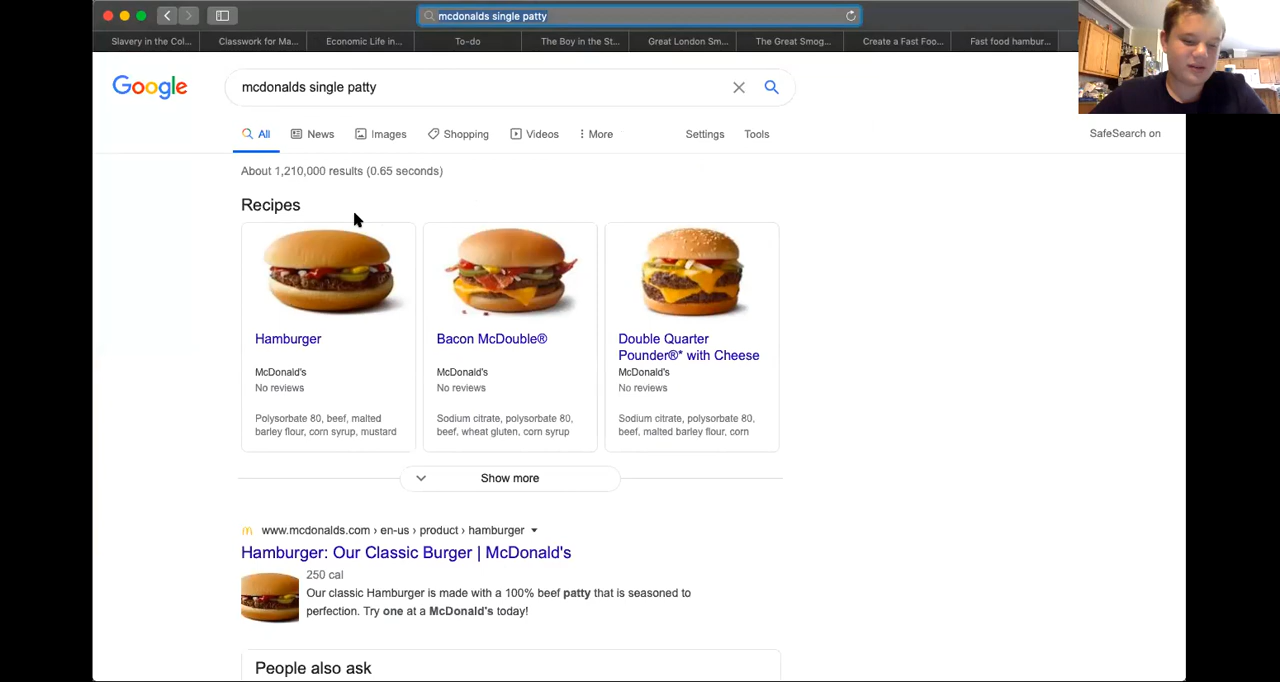 mcdonalds single patty
Slavery in the Col... Classwork for Ma... Economic Life in... To-do The Boy in the St... Great London Sm... The Great Smog... Create a Fast Foo... Fast food hambur...
Google
mcdonalds single patty
All News Images Shopping Videos More Settings Tools SafeSearch on
About 1,210,000 results (0.65 seconds)
Recipes
Hamburger
McDonald's
No reviews
Polysorbate 80, beef, malted
barley flour, corn syrup, mustard
Bacon McDouble®
McDonald's
No reviews
Sodium citrate, polysorbate 80,
beef, wheat gluten, corn syrup
Double Quarter
Pounder®* with Cheese
McDonald's
No reviews
Sodium citrate, polysorbate 80,
beef, malted barley flour, corn
Show more
www.mcdonalds.com › en-us › product › hamburger
Hamburger: Our Classic Burger | McDonald's
250 cal
Our classic Hamburger is made with a 100% beef patty that is seasoned to
perfection. Try one at a McDonald's today!
People also ask